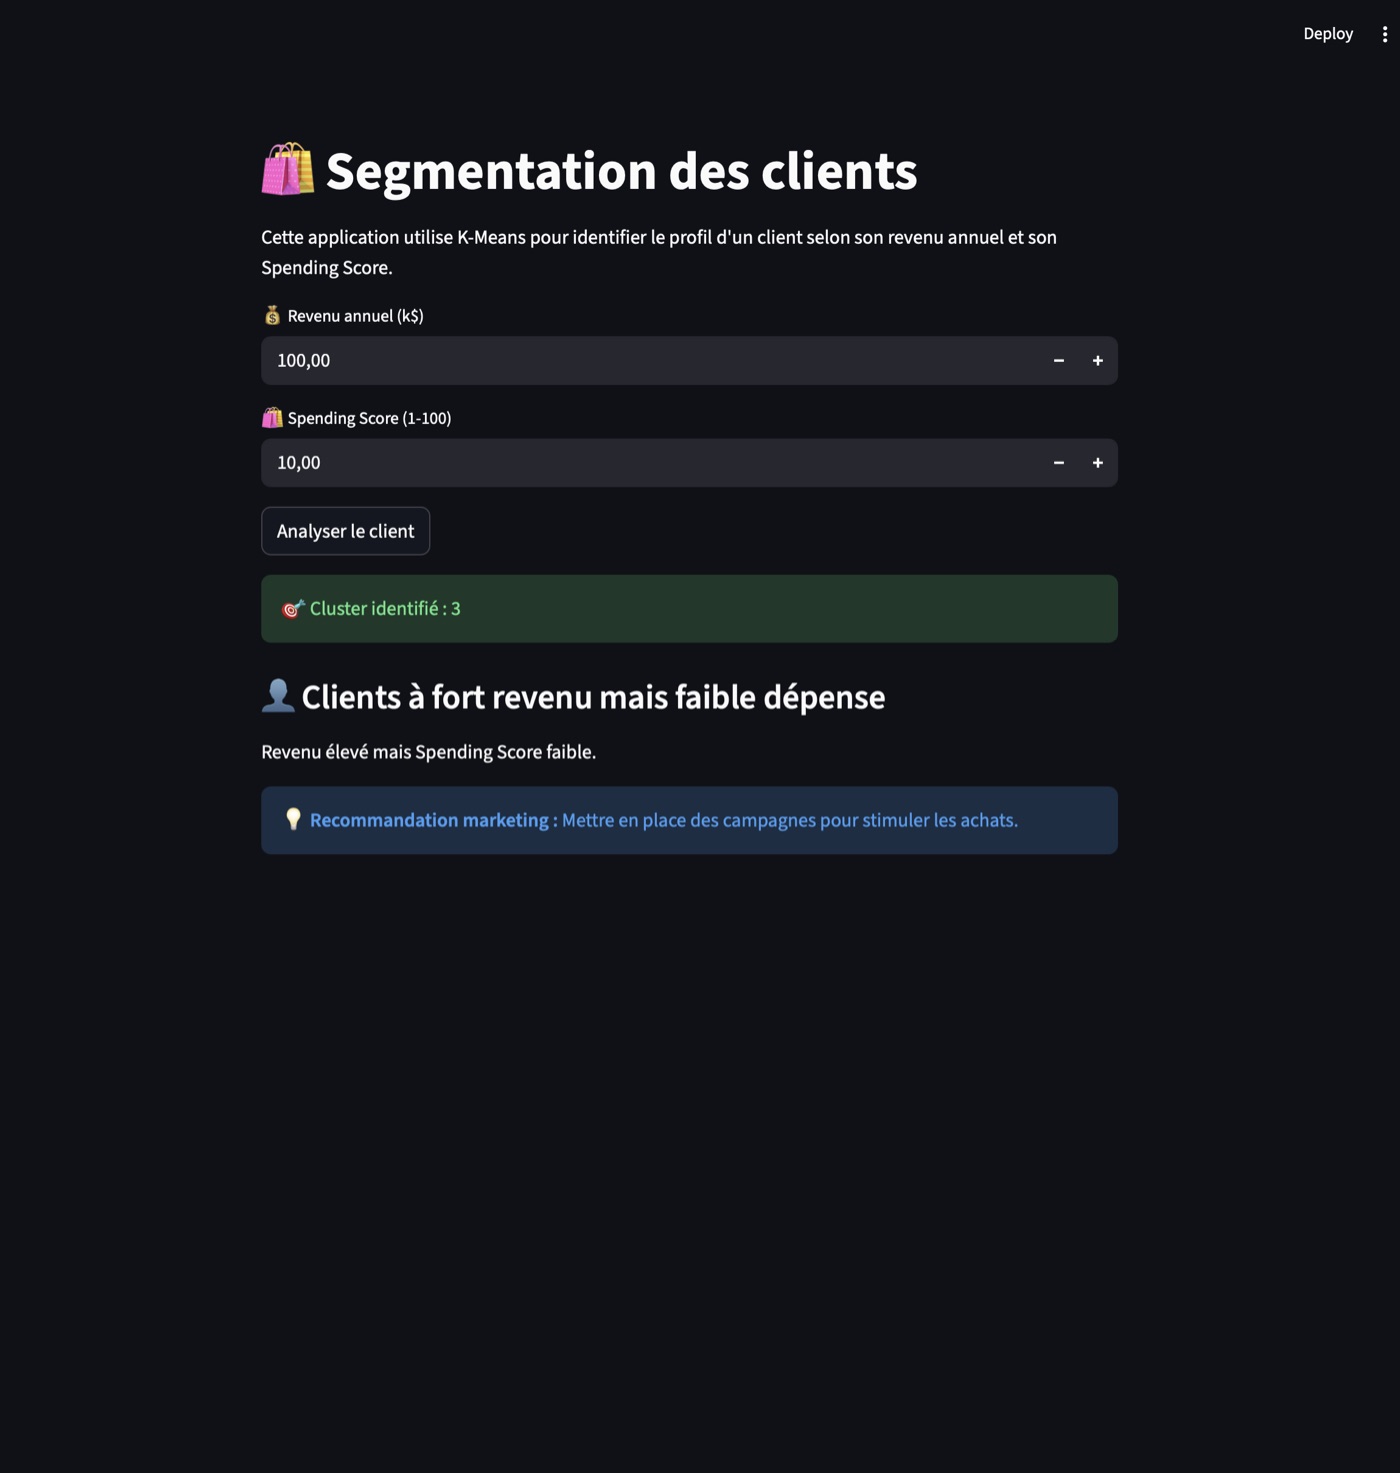 Deploy
Segmentation des clients
Cette application utilise K-Means pour identifier le profil d'un client selon son revenu annuel et son
Spending Score.
Revenu annuel (k$)
100,00
Spending Score (1-100)
10,00
Analyser le client
Cluster identifié : 3
Clients à fort revenu mais faible dépense
Revenu élevé mais Spending Score faible.
Recommandation marketing : Mettre en place des campagnes pour stimuler les achats.